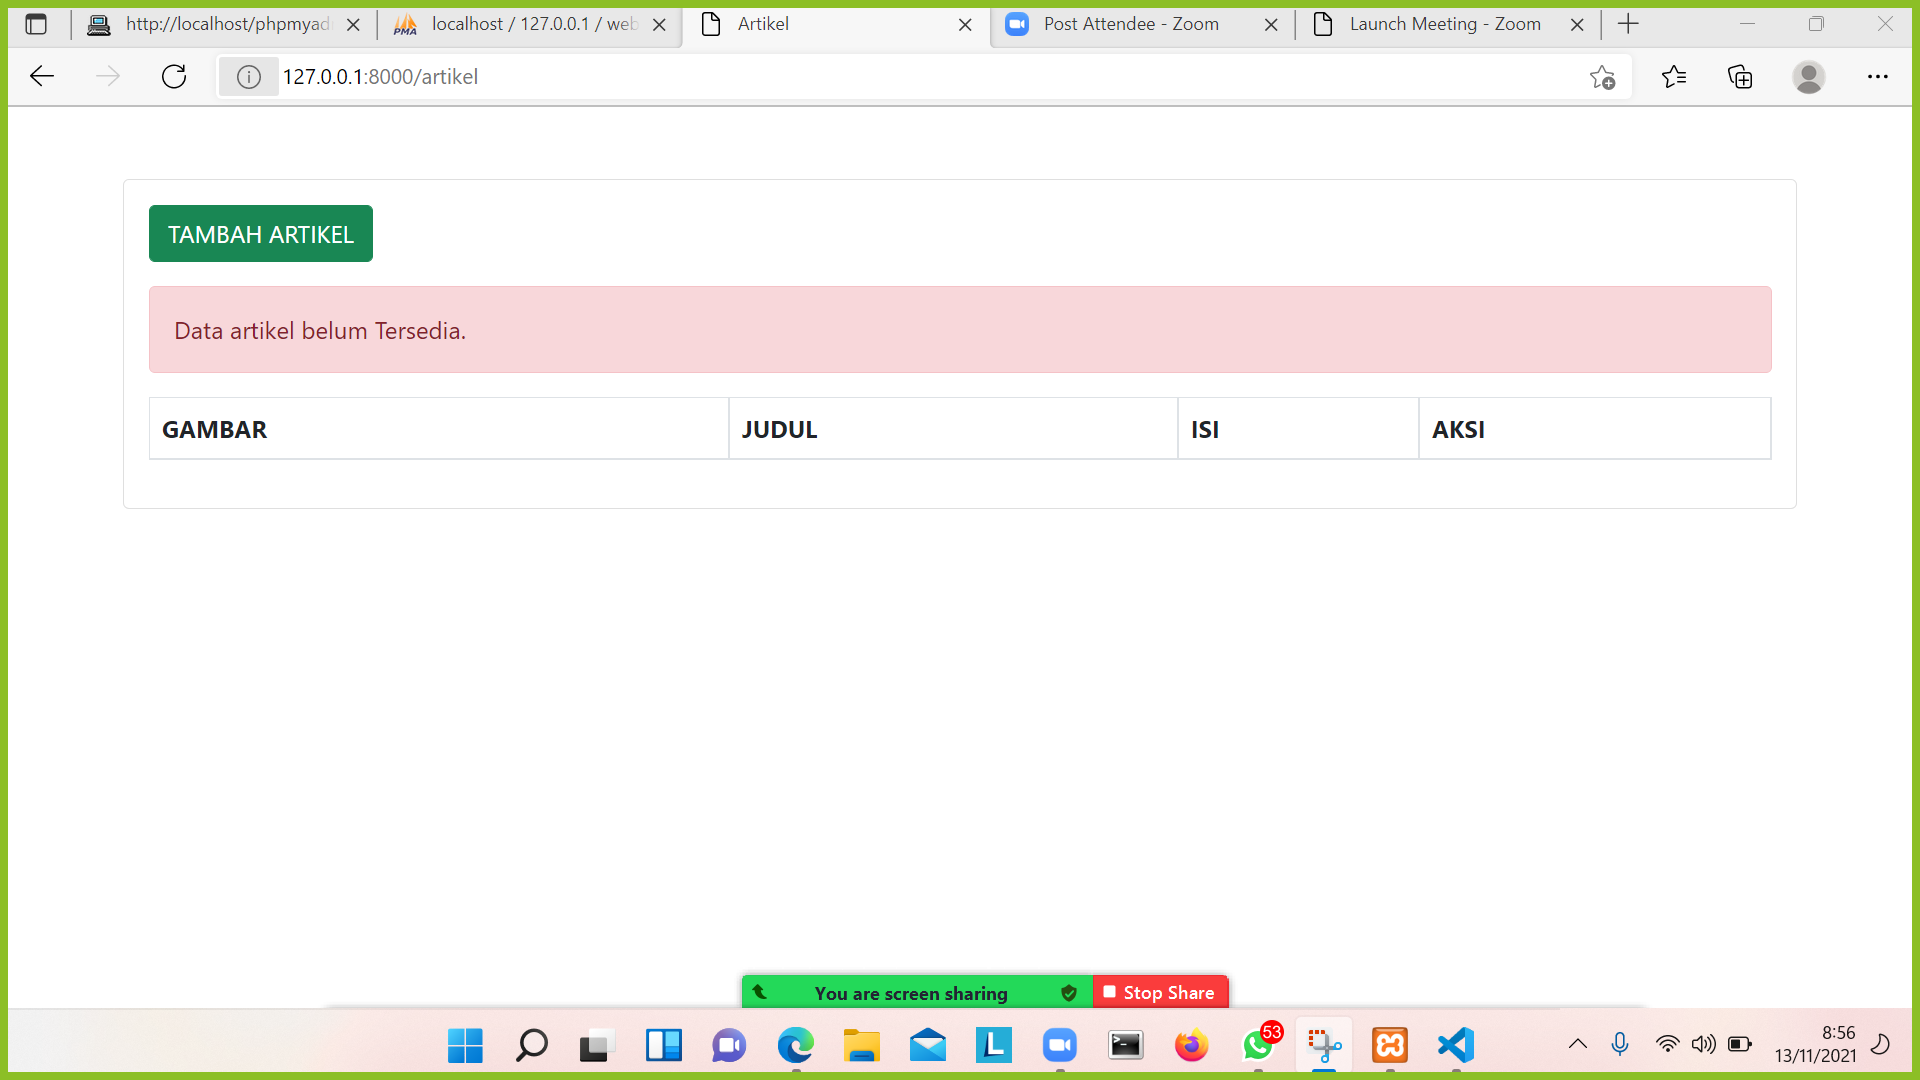 http://localhost/phpmyad
localhost / 127.0.0.1 / web
Artikel
Post Attendee - Zoom
Launch Meeting - Zoom
127.0.0.1:8000/artikel
TAMBAH ARTIKEL
Data artikel belum Tersedia.
GAMBAR JUDUL ISI AKSI
You are screen sharing
Stop Share
53
8:56
13/11/2021
PMA
L